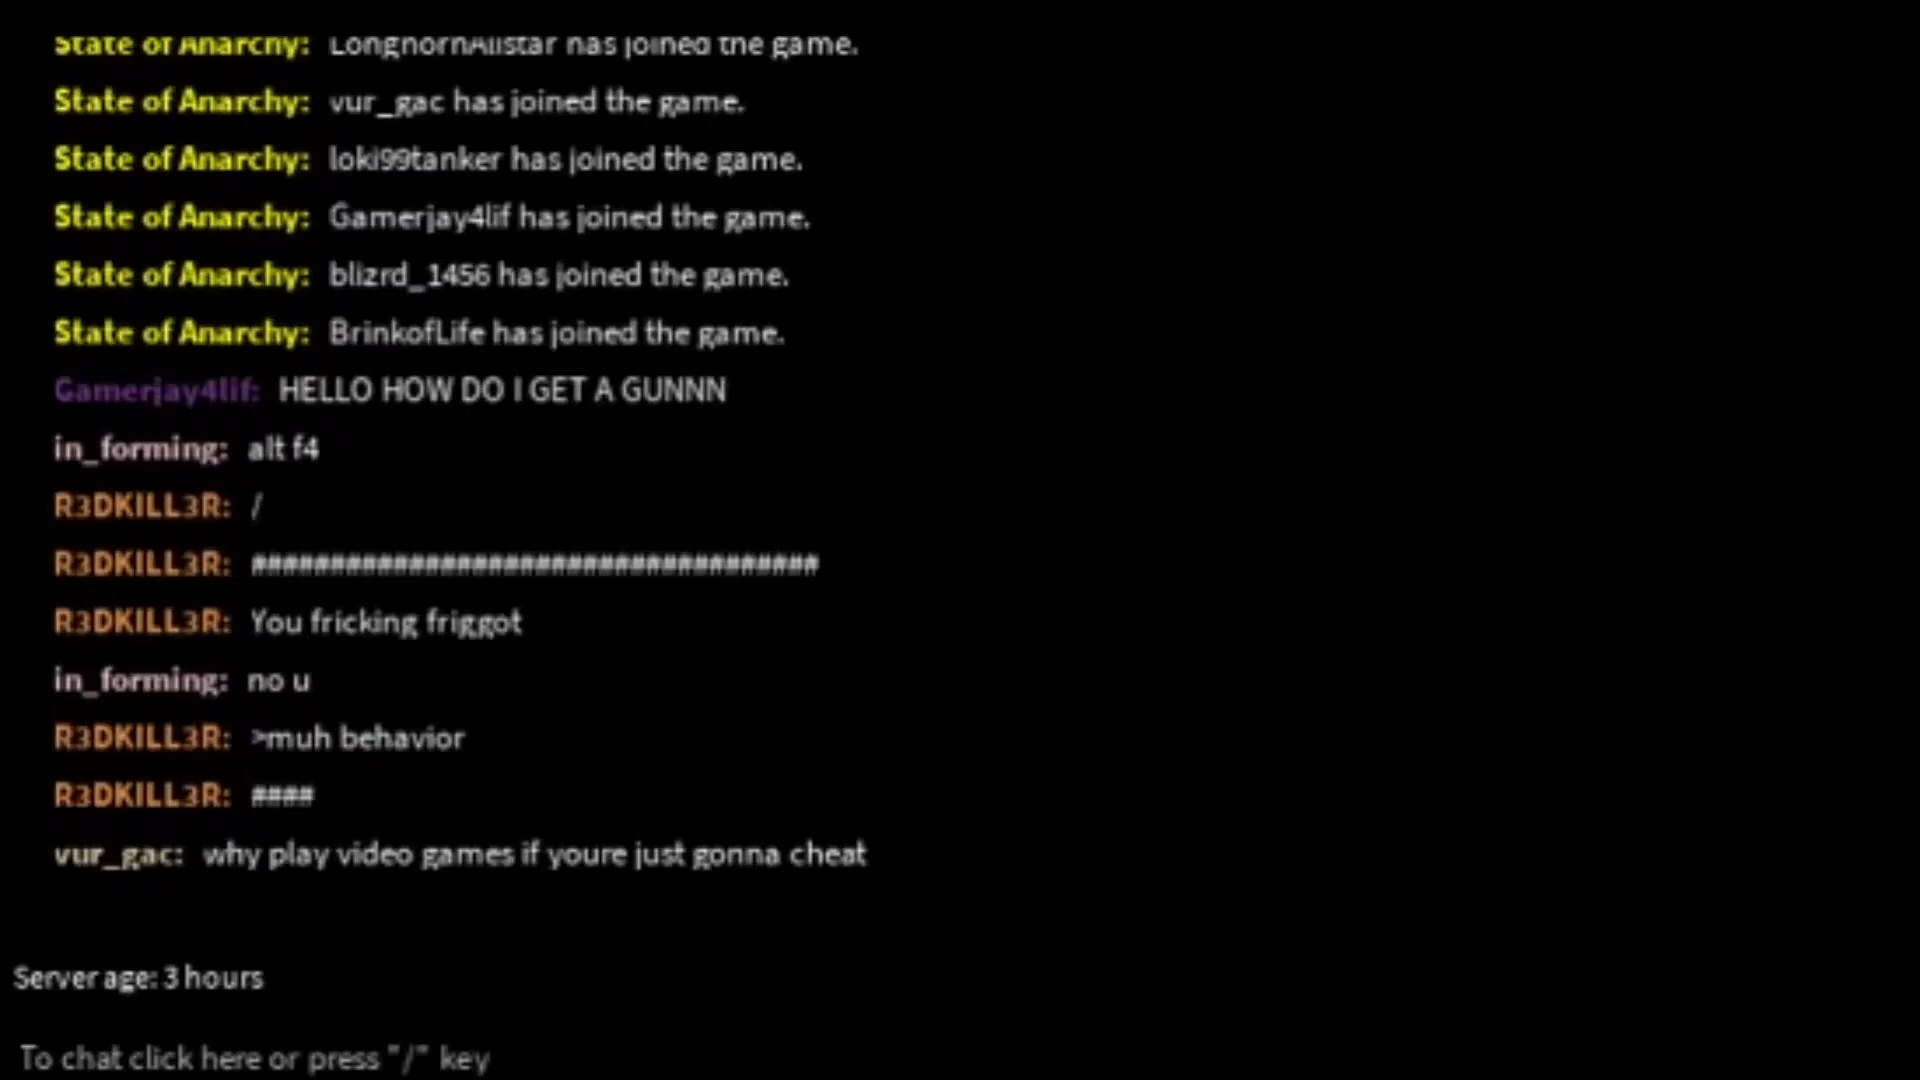 State of Anarchy: LonghornAllstar has joined the game.
State of Anarchy: vur_gac has joined the game.
State of Anarchy: loki99tanker has joined the game.
State of Anarchy: Gamerjay4lif has joined the game.
State of Anarchy: blizrd_1456 has joined the game.
State of Anarchy: BrinkofLife has joined the game.
Gamerjay4lif: HELLO HOW DO I GET A GUNNN
in_forming: alt f4
R3DKILL3R: /
R3DKILL3R: ####################################
R3DKILL3R: You fricking friggot
in_forming: no u
R3DKILL3R: >muh behavior
R3DKILL3R: ####
vur_gac: why play video games if youre just gonna cheat
Server age: 3 hours
To chat click here or press "/" key